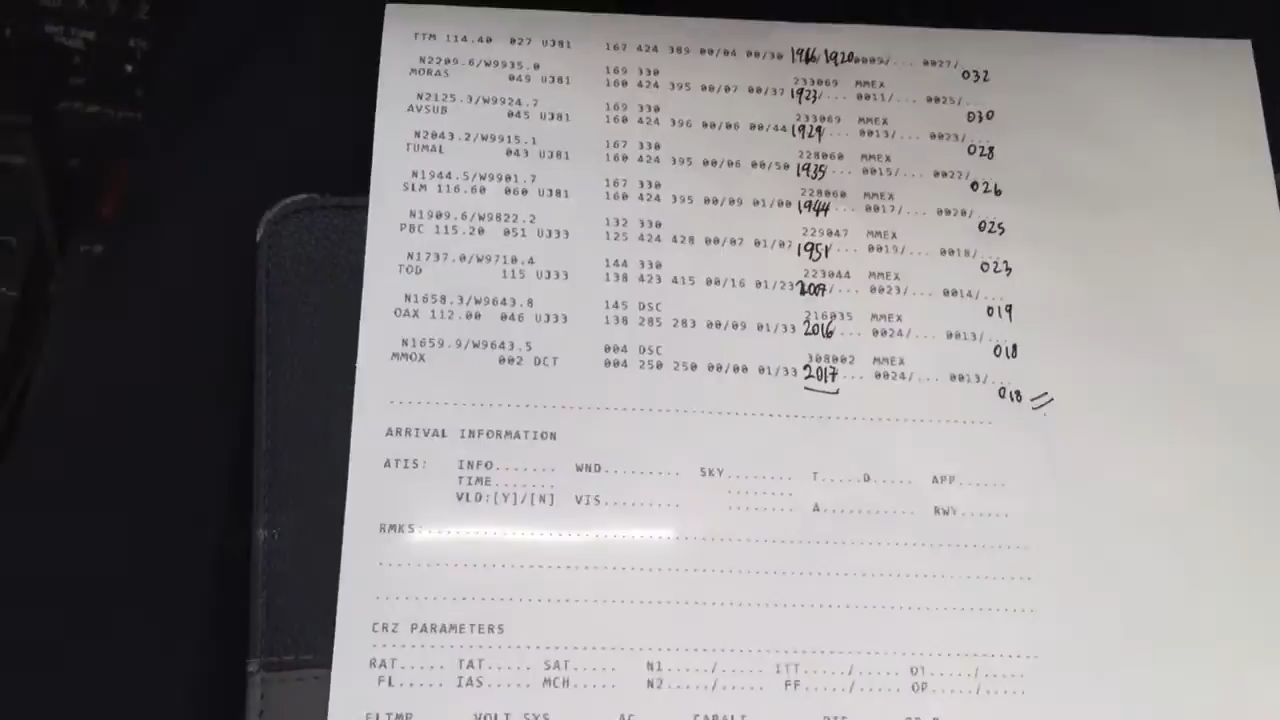 TTM 114.40 027 UJ81 167 424 389 00/04 00/30 1916/1920 0009/... 0027/... 032
N2209.6/W9935.0 169 330 233069 MMEX
MORAS 049 UJ81 160 424 395 00/07 00/37 1923/... 0011/... 0025/... 030
N2125.3/W9924.7 169 330 233069 MMEX
AVSUB 045 UJ81 160 424 396 00/06 00/44 1929/... 0013/... 0023/... 028
N2043.2/W9915.1 167 330 228060 MMEX
TUMAL 043 UJ81 160 424 395 00/06 00/50 1935/... 0015/... 0022/... 026
N1944.5/W9901.7 167 330 228060 MMEX
SLM 116.60 060 UJ81 160 424 395 00/09 01/00 1944... 0017/... 0020/... 025
N1909.6/W9822.2 132 330 229047 MMEX
PBC 115.20 051 UJ33 125 424 428 00/07 01/07 1951/... 0019/... 0018/... 023
N1737.0/W9710.4 144 330 223044 MMEX
TOD 115 UJ33 138 423 415 00/16 01/23 2007/... 0023/... 0014/... 019
N1658.3/W9643.8 145 DSC 216035 MMEX
OAX 112.00 046 UJ33 138 285 283 00/09 01/33 2016... 0024/... 0013/... 018
N1659.9/W9643.5 004 DSC 308002 MMEX
MMOX 002 DCT 004 250 250 00/00 01/33 2017... 0024/... 0013/... 018
ARRIVAL INFORMATION
ATIS: INFO....... WND......... SKY........ T.....D..... APP......
TIME....... ........
VLD:[Y]/[N] VIS......... ........ A........... RWY......
RMKS:
CRZ PARAMETERS
RAT..... TAT..... SAT..... N1...../..... ITT...../..... OT...../.....
FL..... IAS..... MCH..... N2...../..... FF...../..... OP...../.....
VOLT SYS